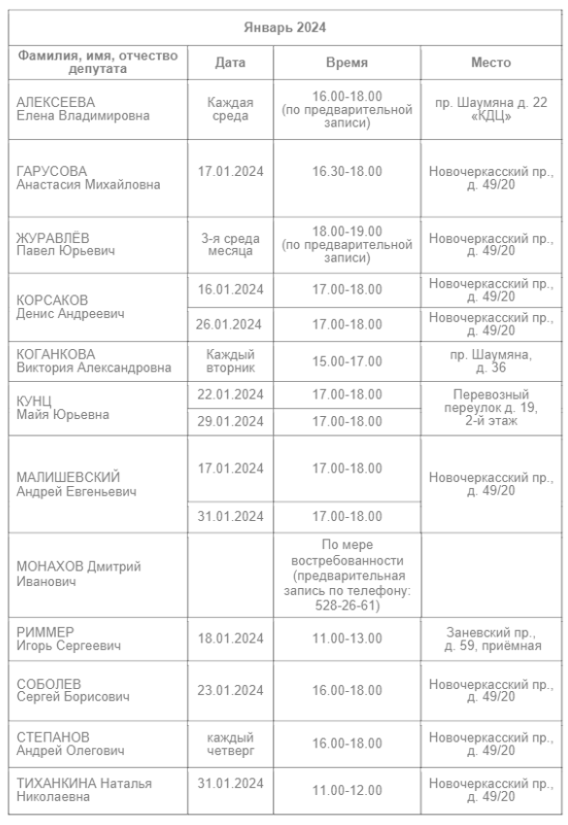 Январь 2024
Фамилия, имя, отчество
депутата
Дата
Время
Место
АЛЕКСЕЕВА
Елена Владимировна
Каждая
среда
16.00-18.00
(по предварительной
записи)
пр. Шаумяна д. 22
«КДЦ»
ГАРУСОВА
Анастасия Михайловна
17.01.2024
16.30-18.00
Новочеркасский пр.,
д. 49/20
ЖУРАВЛЁВ
Павел Юрьевич
3-я среда
месяца
18.00-19.00
(по предварительной
записи)
Новочеркасский пр.,
д. 49/20
КОРСАКОВ
Денис Андреевич
16.01.2024
17.00-18.00
Новочеркасский пр.,
д. 49/20
26.01.2024
17.00-18.00
Новочеркасский пр.,
д. 49/20
КОГАНКОВА
Виктория Александровна
Каждый
вторник
15.00-17.00
пр. Шаумяна,
д. 36
КУНЦ
Майя Юрьевна
22.01.2024
17.00-18.00
29.01.2024
17.00-18.00
Перевозный
переулок д. 19,
2-й этаж
МАЛИШЕВСКИЙ
Андрей Евгеньевич
17.01.2024
17.00-18.00
31.01.2024
17.00-18.00
Новочеркасский пр.,
д. 49/20
МОНАХОВ Дмитрий
Иванович
По мере
востребованности
(предварительная
запись по телефону:
528-26-61)
РИММЕР
Игорь Сергеевич
18.01.2024
11.00-13.00
Заневский пр.,
д. 59, приёмная
СОБОЛЕВ
Сергей Борисович
23.01.2024
16.00-18.00
Новочеркасский пр.,
д. 49/20
СТЕПАНОВ
Андрей Олегович
каждый
четверг
16.00-18.00
Новочеркасский пр.,
д. 49/20
ТИХАНКИНА Наталья
Николаевна
31.01.2024
11.00-12.00
Новочеркасский пр.,
д. 49/20